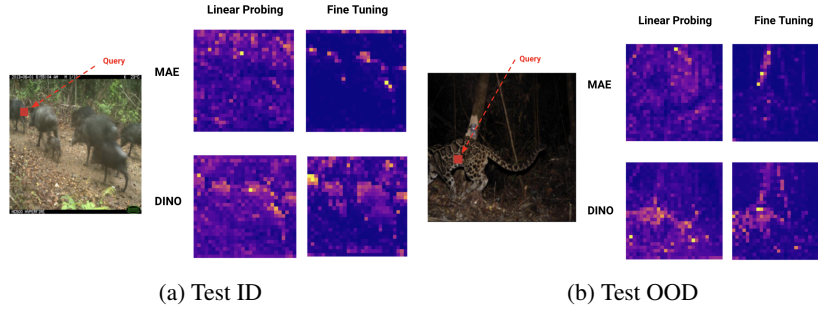 Linear Probing Fine Tuning
Query
MAE
DINO
(a) Test ID
Linear Probing Fine Tuning
Query
MAE
DINO
(b) Test OOD